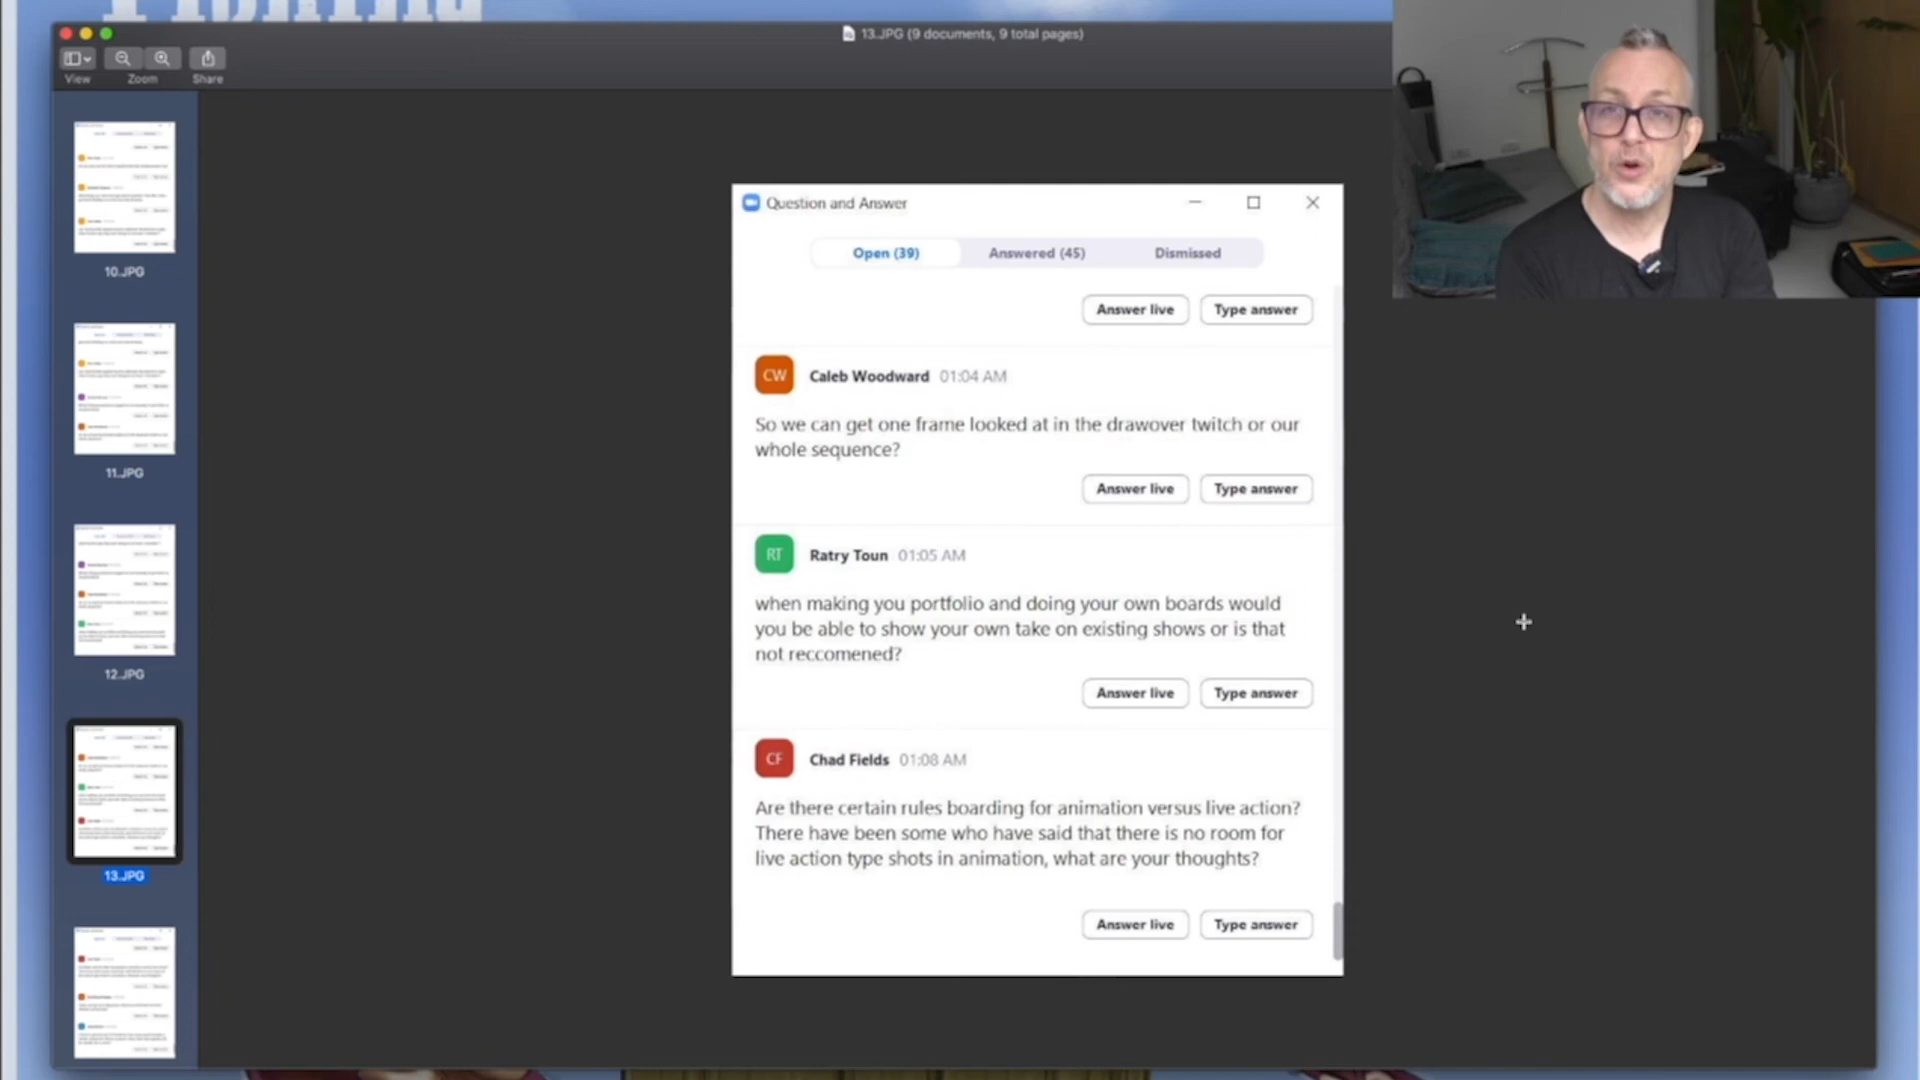 13.JPG (9 documents, 9 total pages)
View
Zoom
Share
10.JPG
11.JPG
12.JPG
13.JPG
Question and Answer
Open (39)
Answered (45)
Dismissed
Answer live
Type answer
CW
Caleb Woodward 01:04 AM
So we can get one frame looked at in the drawover twitch or our
whole sequence?
Answer live
Type answer
RT
Ratry Toun 01:05 AM
when making you portfolio and doing your own boards would
you be able to show your own take on existing shows or is that
not reccomened?
Answer live
Type answer
CF
Chad Fields 01:08 AM
Are there certain rules boarding for animation versus live action?
There have been some who have said that there is no room for
live action type shots in animation, what are your thoughts?
Answer live
Type answer